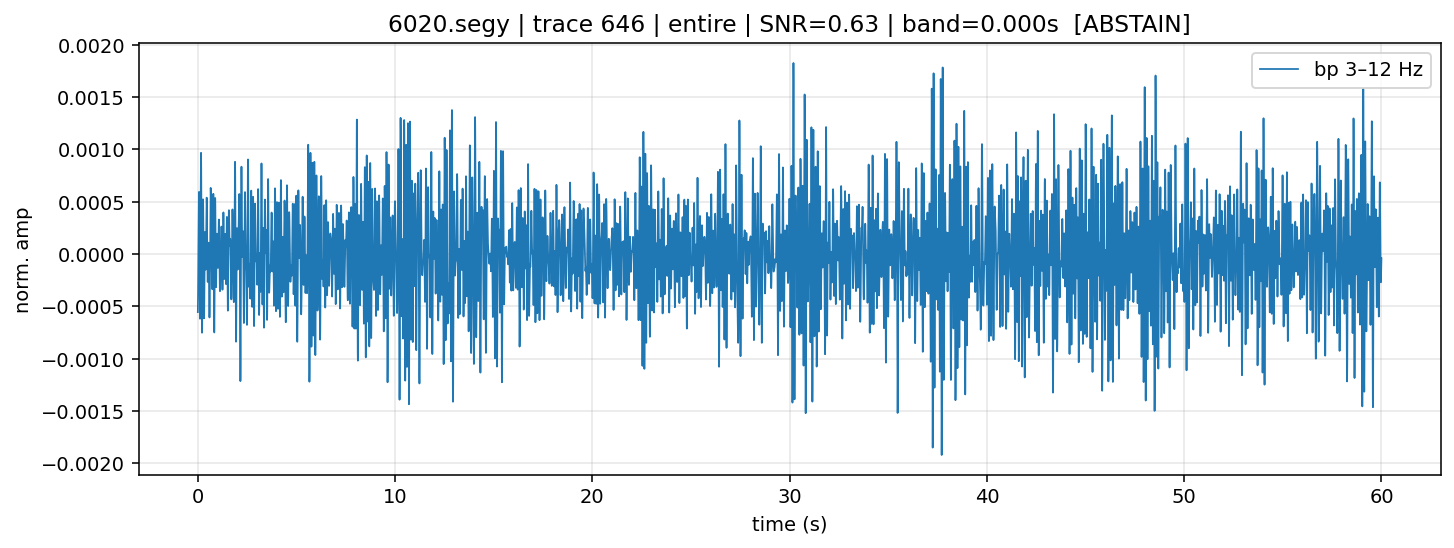 6020.segy | trace 646 | entire | SNR=0.63 | band=0.000s [ABSTAIN]
bp 3–12 Hz
norm. amp
0.0020
0.0015
0.0010
0.0005
0.0000
−0.0005
−0.0010
−0.0015
−0.0020
0 10 20 30 40 50 60
time (s)